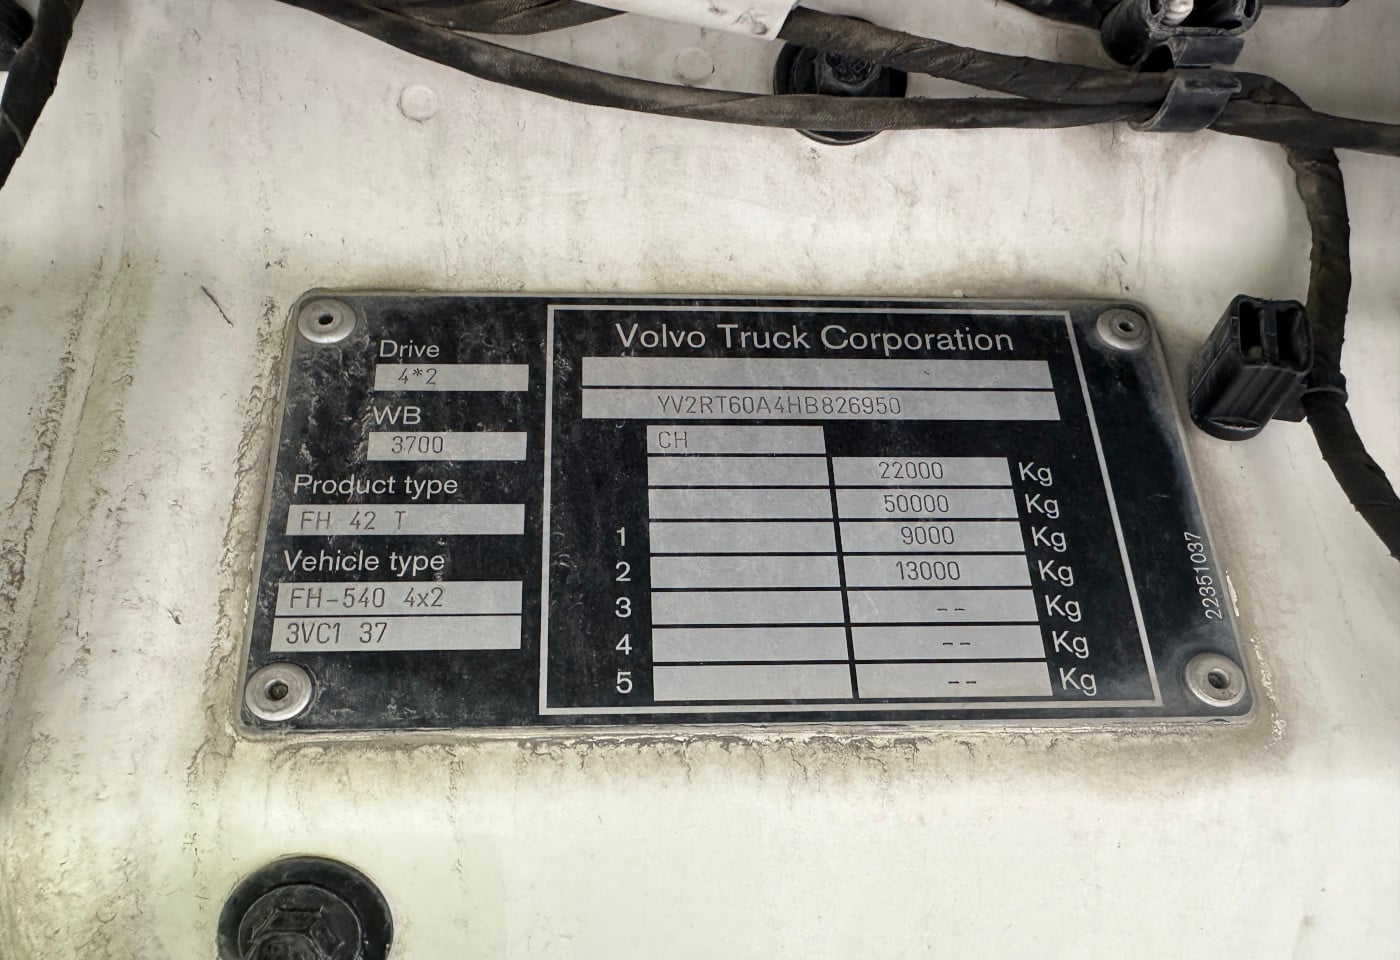 Drive
4*2
WB
3700
Product type
FH 42 T
Vehicle type
FH-540 4x2
3VC1 37
Volvo Truck Corporation
YV2RT60A4HB826950
CH
22000 Kg
50000 Kg
1 9000 Kg
2 13000 Kg
3 -- Kg
4 -- Kg
5 -- Kg
22351037